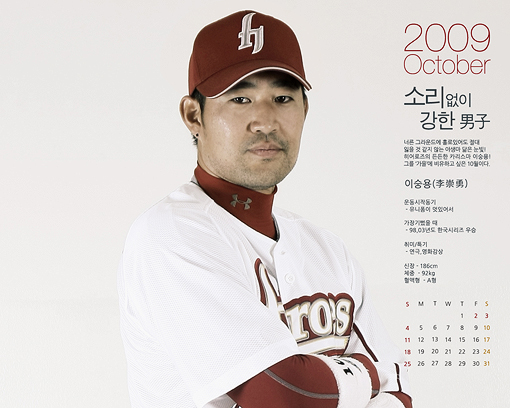 2009
October
소리없이
강한 男子
너른 그라운드에 홀로있어도 절대
잃을 것 같지 않는 야생마 닮은 눈빛!
히어로즈의 든든한 카리스마 이숭용!
그를 '가을'에 비유하고 싶은 10월이다.
이숭용(李崇勇)
운동시작동기
- 유니폼이 멋있어서
가장기뻤을 때
- 98,03년도 한국시리즈 우승
취미/특기
- 연극,영화감상
신장 - 186cm
체중 - 92kg
혈액형 - A형
S M T W T F S
1 2 3
4 5 6 7 8 9 10
11 12 13 14 15 16 17
18 19 20 21 22 23 24
25 26 27 28 29 30 31